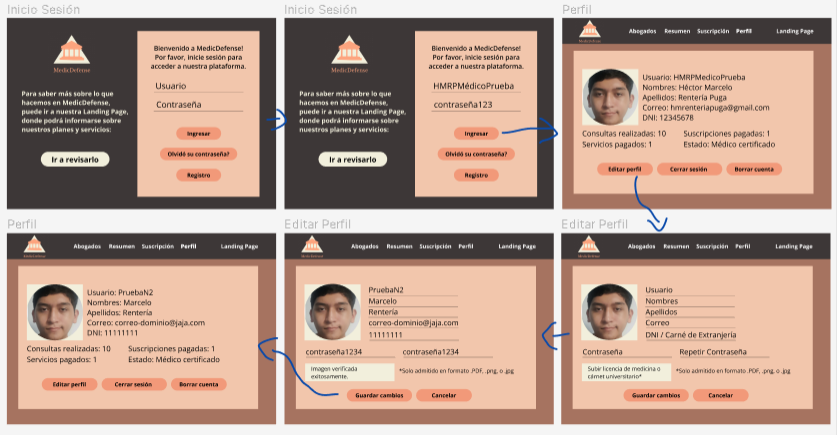 Inicio Sesión
MedicDefense
Para saber más sobre lo que
hacemos en MedicDefense,
puede ir a nuestra Landing Page,
donde podrá informarse sobre
nuestros planes y servicios:
Ir a revisarlo
Bienvenido a MedicDefense!
Por favor, inicie sesión para
acceder a nuestra plataforma.
Usuario
Contraseña
Ingresar
Olvidó su contraseña?
Registro
Inicio Sesión
MedicDefense
Para saber más sobre lo que
hacemos en MedicDefense,
puede ir a nuestra Landing Page,
donde podrá informarse sobre
nuestros planes y servicios:
Ir a revisarlo
Bienvenido a MedicDefense!
Por favor, inicie sesión para
acceder a nuestra plataforma.
HMRPMédicoPrueba
contraseña123
Ingresar
Olvidó su contraseña?
Registro
Perfil
MedicDefense
Abogados Resumen Suscripción Perfil Landing Page
Usuario: HMRPMedicoPrueba
Nombres: Héctor Marcelo
Apellidos: Rentería Puga
Correo: hmrenteriapuga@gmail.com
DNI: 12345678
Consultas realizadas: 10 Suscripciones pagadas: 1
Servicios pagados: 1 Estado: Médico certificado
Editar perfil Cerrar sesión Borrar cuenta
Perfil
MedicDefense
Abogados Resumen Suscripción Perfil Landing Page
Usuario: PruebaN2
Nombres: Marcelo
Apellidos: Rentería
Correo: correo-dominio@jaja.com
DNI: 11111111
Consultas realizadas: 10 Suscripciones pagadas: 1
Servicios pagados: 1 Estado: Médico certificado
Editar perfil Cerrar sesión Borrar cuenta
Editar Perfil
MedicDefense
Abogados Resumen Suscripción Perfil Landing Page
PruebaN2
Marcelo
Rentería
correo-dominio@jaja.com
11111111
contraseña1234 contraseña1234
Imagen verificada
exitosamente.
*Solo admitido en formato .PDF, .png, o .jpg
Guardar cambios Cancelar
Editar Perfil
MedicDefense
Abogados Resumen Suscripción Perfil Landing Page
Usuario
Nombres
Apellidos
Correo
DNI / Carné de Extranjería
Contraseña Repetir Contraseña
Subir licencia de medicina o
cárnet universitario*
*Solo admitido en formato .PDF, .png, o .jpg
Guardar cambios Cancelar